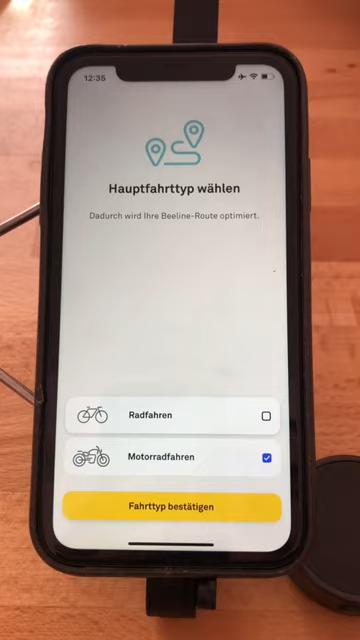 12:35
Hauptfahrttyp wählen
Dadurch wird Ihre Beeline-Route optimiert.
Radfahren
Motorradfahren
Fahrttyp bestätigen